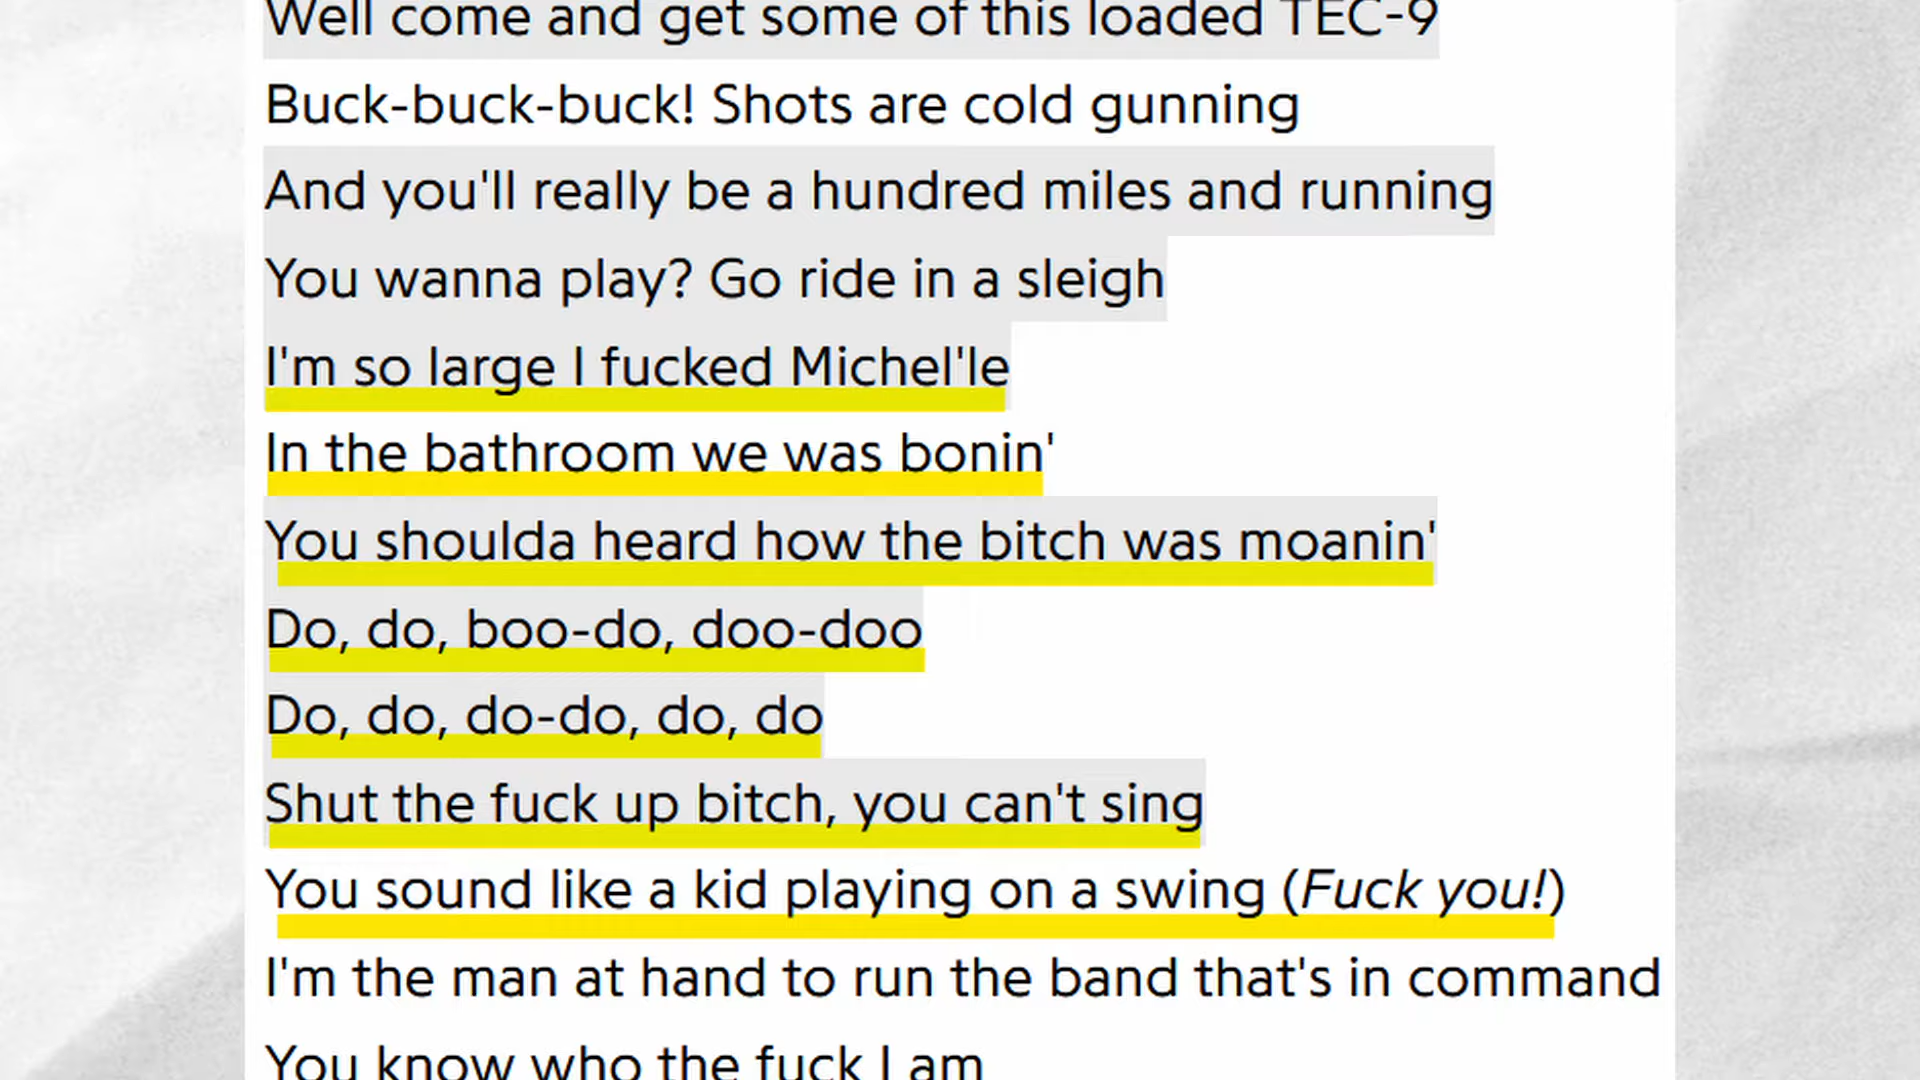 Well come and get some of this loaded TEC-9
Buck-buck-buck! Shots are cold gunning
And you'll really be a hundred miles and running
You wanna play? Go ride in a sleigh
I'm so large I fucked Michel'le
In the bathroom we was bonin'
You shoulda heard how the bitch was moanin'
Do, do, boo-do, doo-doo
Do, do, do-do, do, do
Shut the fuck up bitch, you can't sing
You sound like a kid playing on a swing (Fuck you!)
I'm the man at hand to run the band that's in command
You know who the fuck I am